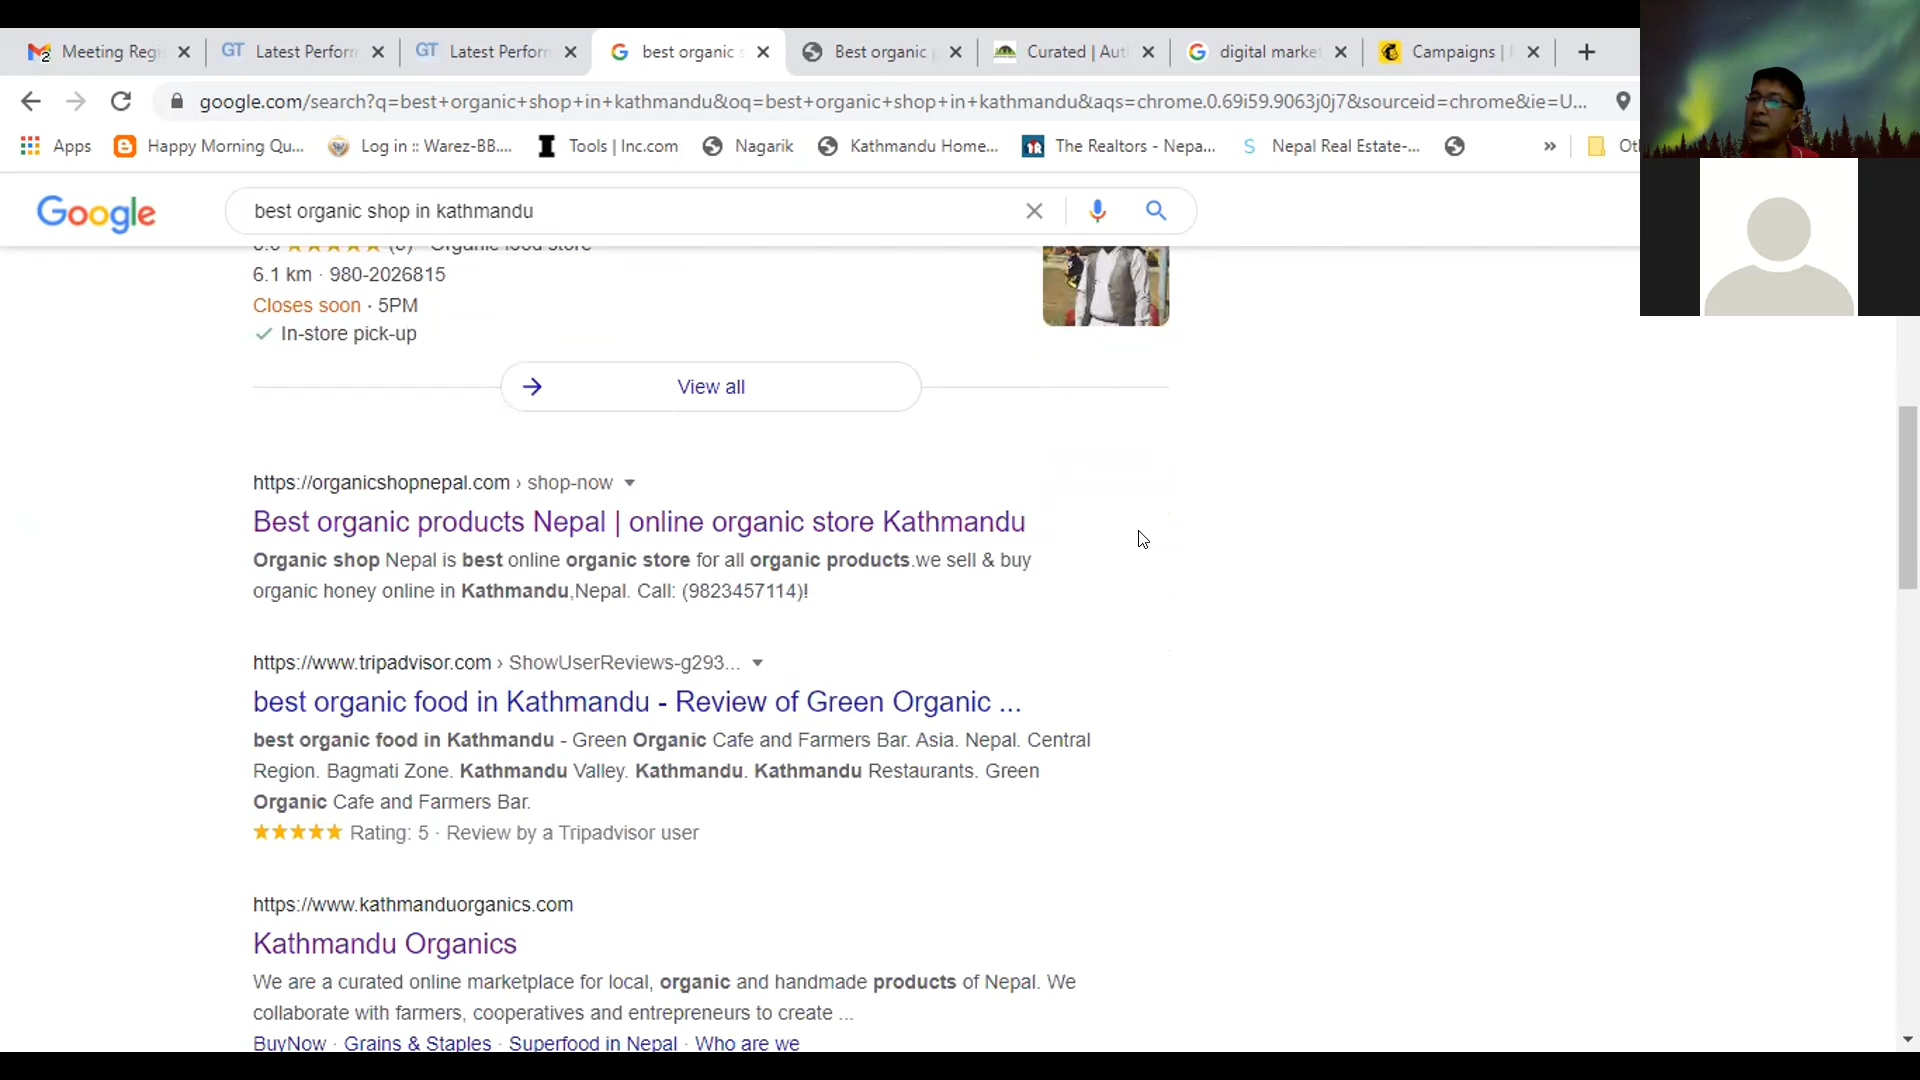 Meeting Regi
GT Latest Perform
GT Latest Perform
best organic s
Best organic p
Curated | Aut
digital market
Campaigns |
google.com/search?q=best+organic+shop+in+kathmandu&oq=best+organic+shop+in+kathmandu&aqs=chrome.0.69i59.9063j0j7&sourceid=chrome&ie=U...
Apps
Happy Morning Qu...
Log in :: Warez-BB....
Tools | Inc.com
Nagarik
Kathmandu Home...
The Realtors - Nepa...
Nepal Real Estate-...
»
Google
best organic shop in kathmandu
Organic food store
6.1 km · 980-2026815
Closes soon · 5PM
In-store pick-up
View all
https://organicshopnepal.com › shop-now
Best organic products Nepal | online organic store Kathmandu
Organic shop Nepal is best online organic store for all organic products.we sell & buy
organic honey online in Kathmandu,Nepal. Call: (9823457114)!
https://www.tripadvisor.com › ShowUserReviews-g293...
best organic food in Kathmandu - Review of Green Organic ...
best organic food in Kathmandu - Green Organic Cafe and Farmers Bar. Asia. Nepal. Central
Region. Bagmati Zone. Kathmandu Valley. Kathmandu. Kathmandu Restaurants. Green
Organic Cafe and Farmers Bar.
Rating: 5 · Review by a Tripadvisor user
https://www.kathmanduorganics.com
Kathmandu Organics
We are a curated online marketplace for local, organic and handmade products of Nepal. We
collaborate with farmers, cooperatives and entrepreneurs to create ...
BuyNow · Grains & Staples · Superfood in Nepal · Who are we